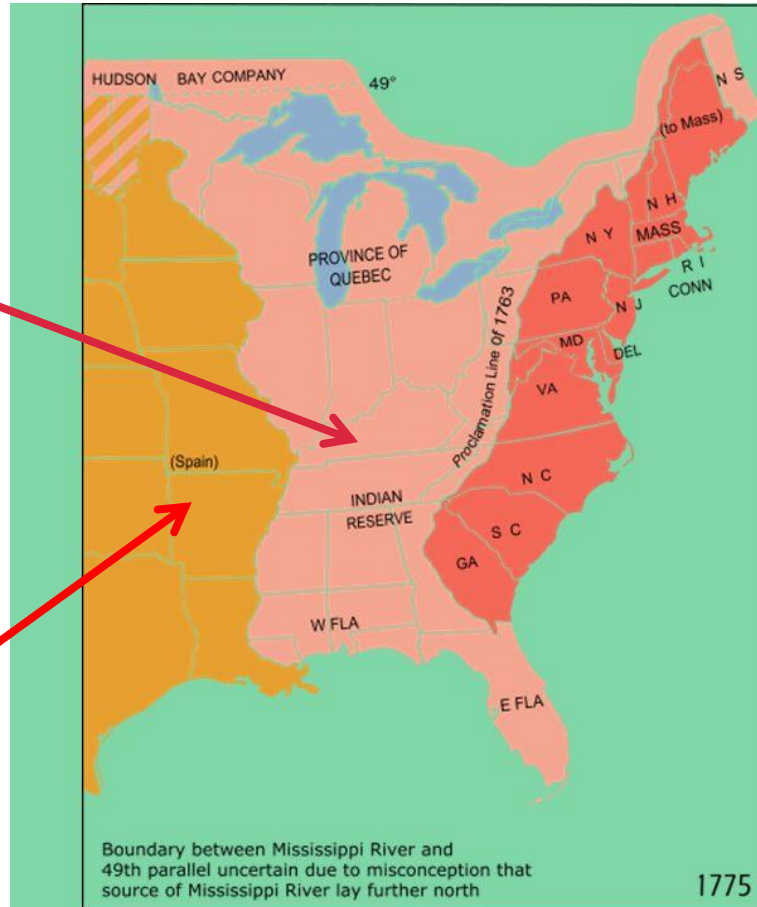 HUDSON BAY COMPANY
49°
N S
(to Mass)
N H
N Y
MASS
R I
CONN
PROVINCE OF
QUEBEC
PA
N J
Proclamation Line 0f 1763
MD
DEL
VA
(Spain)
N C
INDIAN
RESERVE
S C
GA
W FLA
E FLA
Boundary between Mississippi River and
49th parallel uncertain due to misconception that
source of Mississippi River lay further north
1775